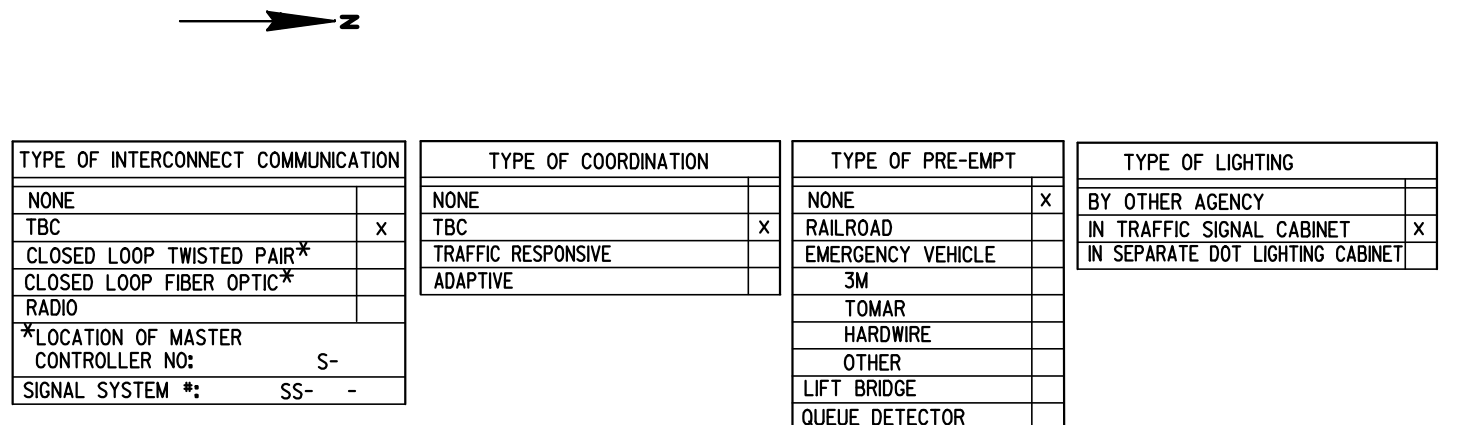 N
TYPE OF INTERCONNECT COMMUNICATION
NONE
TBC X
CLOSED LOOP TWISTED PAIR*
CLOSED LOOP FIBER OPTIC*
RADIO
*LOCATION OF MASTER
CONTROLLER NO: S-
SIGNAL SYSTEM #: SS- -
TYPE OF COORDINATION
NONE
TBC X
TRAFFIC RESPONSIVE
ADAPTIVE
TYPE OF PRE-EMPT
NONE X
RAILROAD
EMERGENCY VEHICLE
3M
TOMAR
HARDWIRE
OTHER
LIFT BRIDGE
QUEUE DETECTOR
TYPE OF LIGHTING
BY OTHER AGENCY
IN TRAFFIC SIGNAL CABINET X
IN SEPARATE DOT LIGHTING CABINET